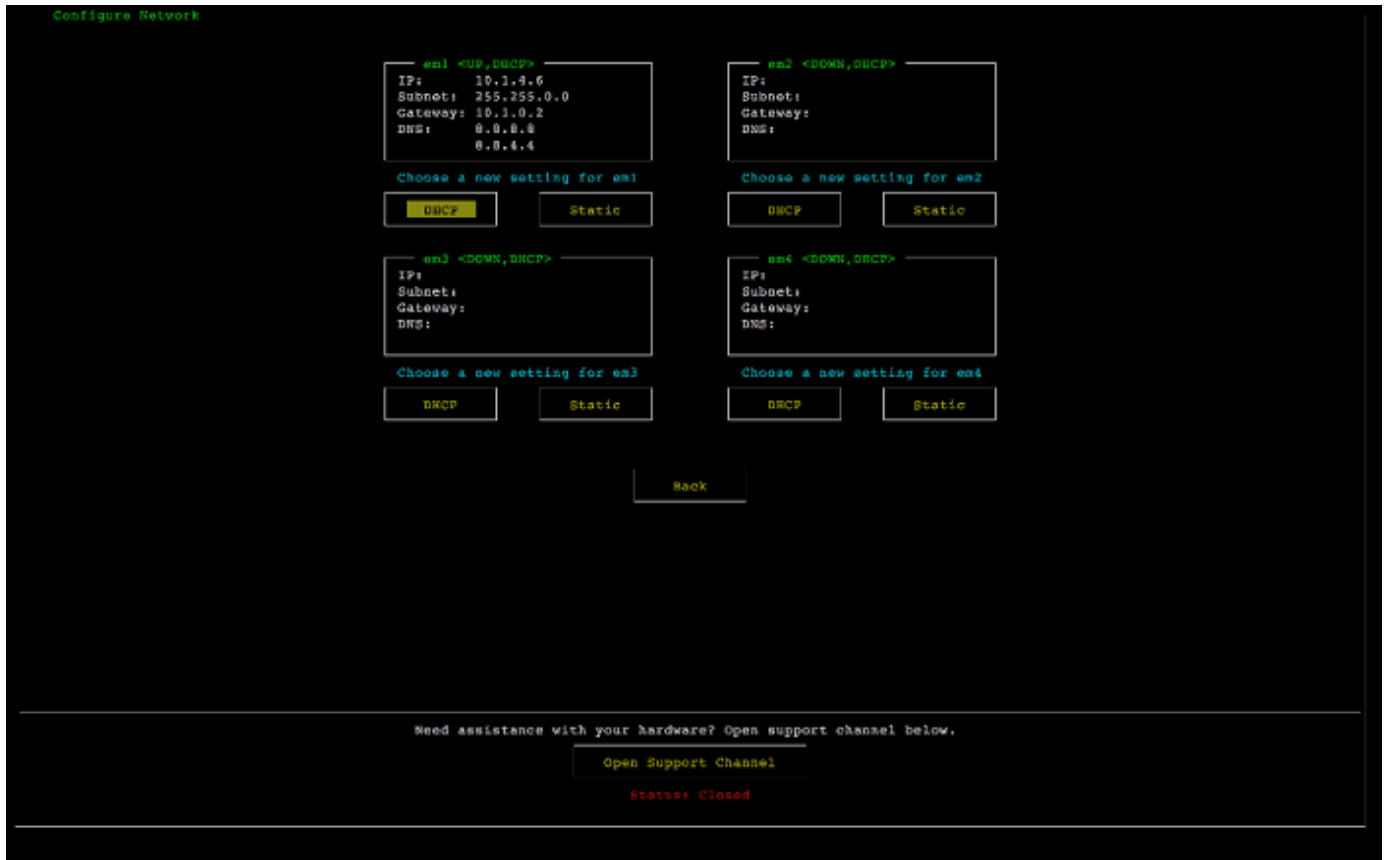 Configure Network
em1 <UP,DHCP>
IP: 10.1.4.6
Subnet: 255.255.0.0
Gateway: 10.1.0.2
DNS: 8.8.8.8
8.8.4.4
Choose a new setting for em1
DHCP Static
em2 <DOWN,DHCP>
IP:
Subnet:
Gateway:
DNS:
Choose a new setting for em2
DHCP Static
em3 <DOWN,DHCP>
IP:
Subnet:
Gateway:
DNS:
Choose a new setting for em3
DHCP Static
em4 <DOWN,DHCP>
IP:
Subnet:
Gateway:
DNS:
Choose a new setting for em4
DHCP Static
Back
Need assistance with your hardware? Open support channel below.
Open Support Channel
Status: Closed